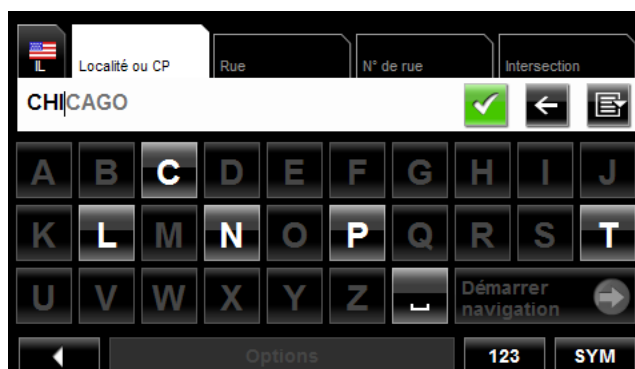 IL Localité ou CP Rue N° de rue Intersection
CHICAGO
A B C D E F G H I J
K L M N O P Q R S T
U V W X Y Z Démarrer navigation
Options 123 SYM